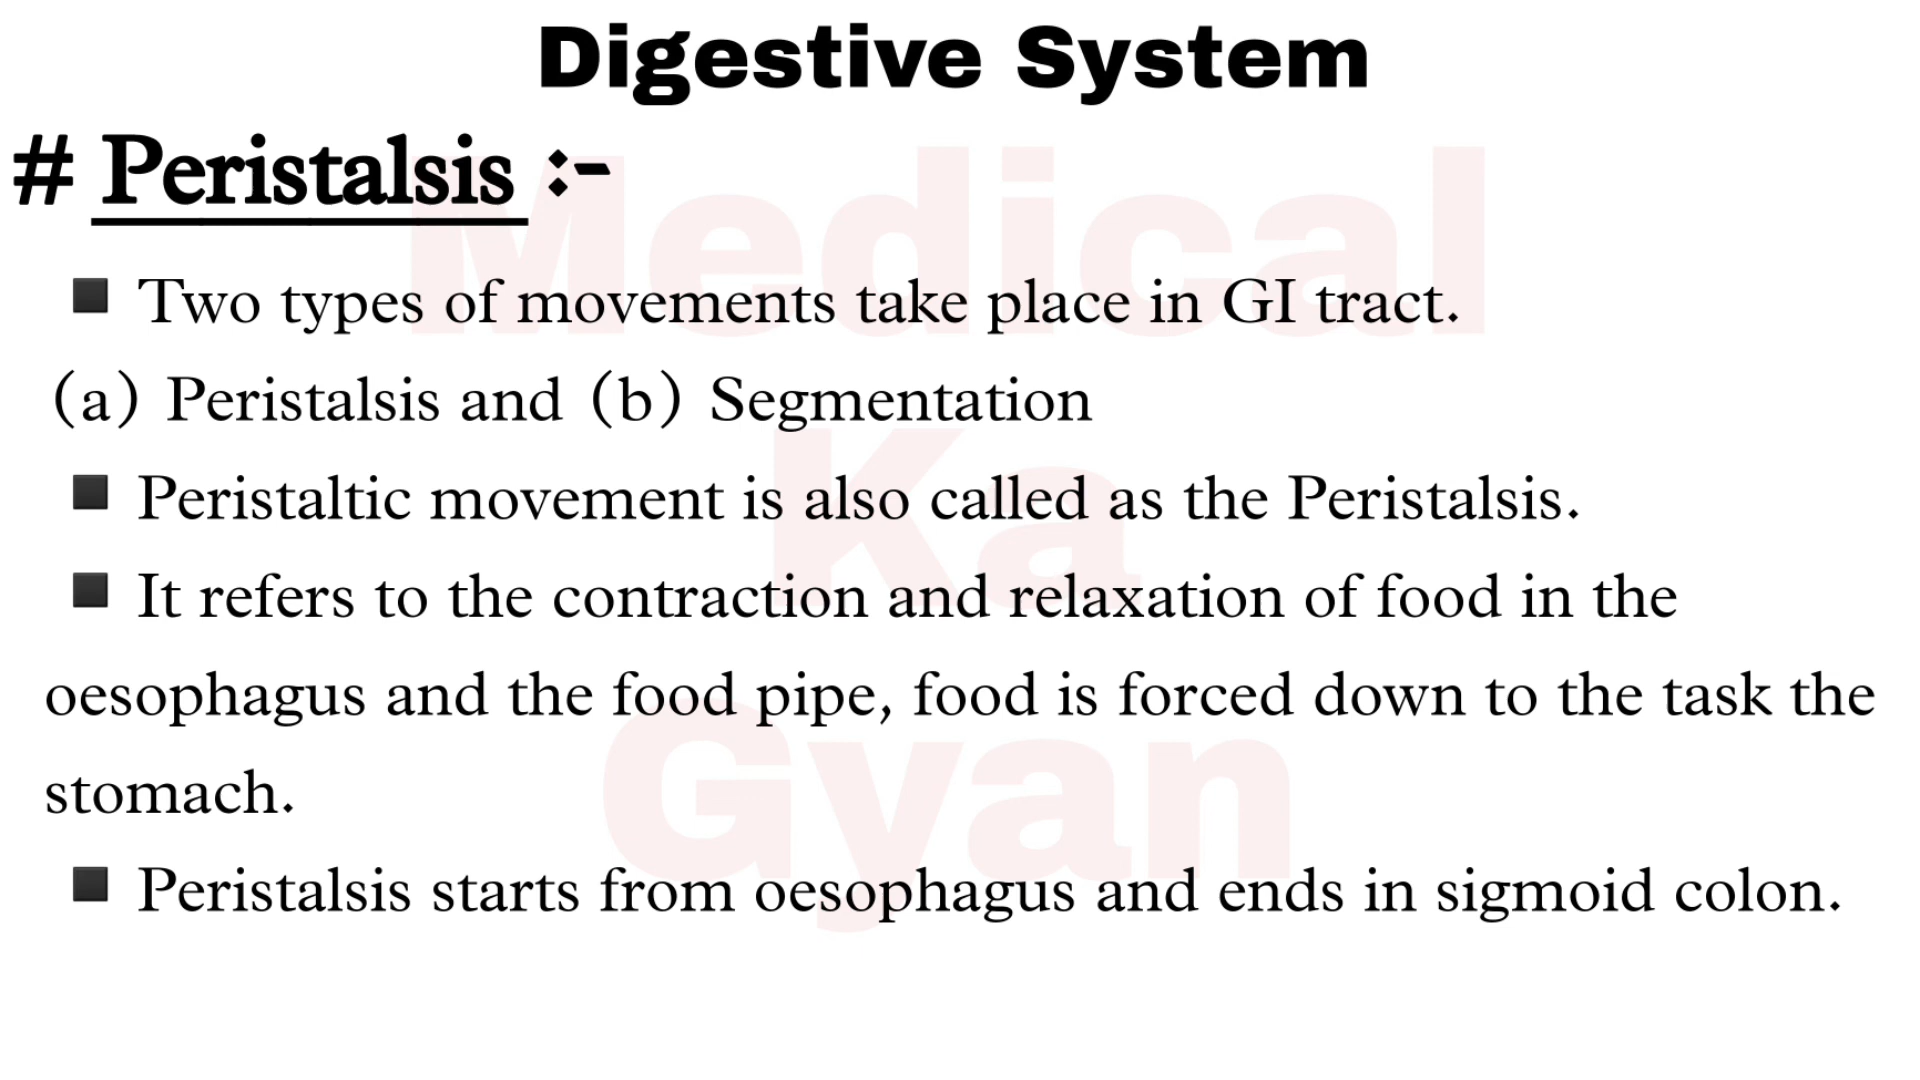 Digestive System
# Peristalsis :-
◾ Two types of movements take place in GI tract.
(a) Peristalsis and (b) Segmentation
◾ Peristaltic movement is also called as the Peristalsis.
◾ It refers to the contraction and relaxation of food in the
oesophagus and the food pipe, food is forced down to the task the
stomach.
◾ Peristalsis starts from oesophagus and ends in sigmoid colon.
Medical
Ka
Gyan